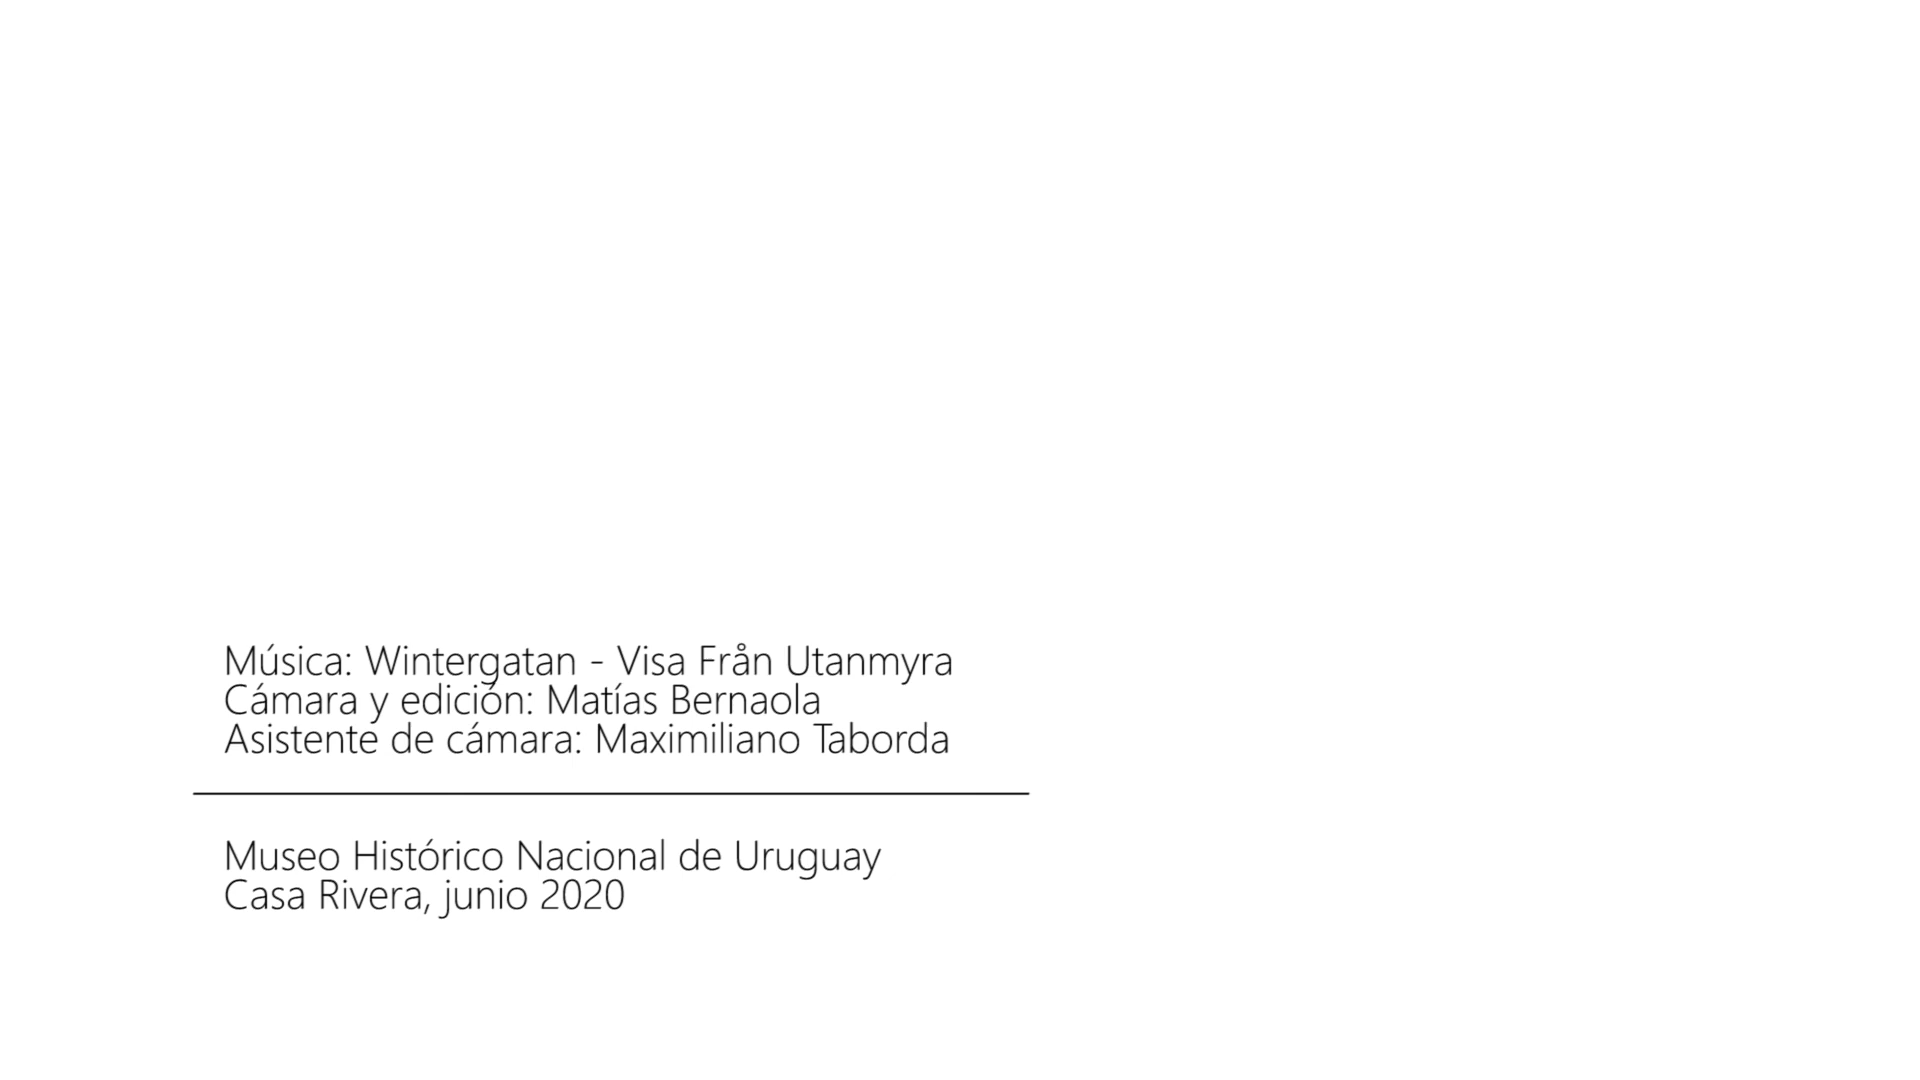 Música: Wintergatan - Visa Från Utanmyra
Cámara y edición: Matías Bernaola
Asistente de cámara: Maximiliano Taborda
Museo Histórico Nacional de Uruguay
Casa Rivera, junio 2020